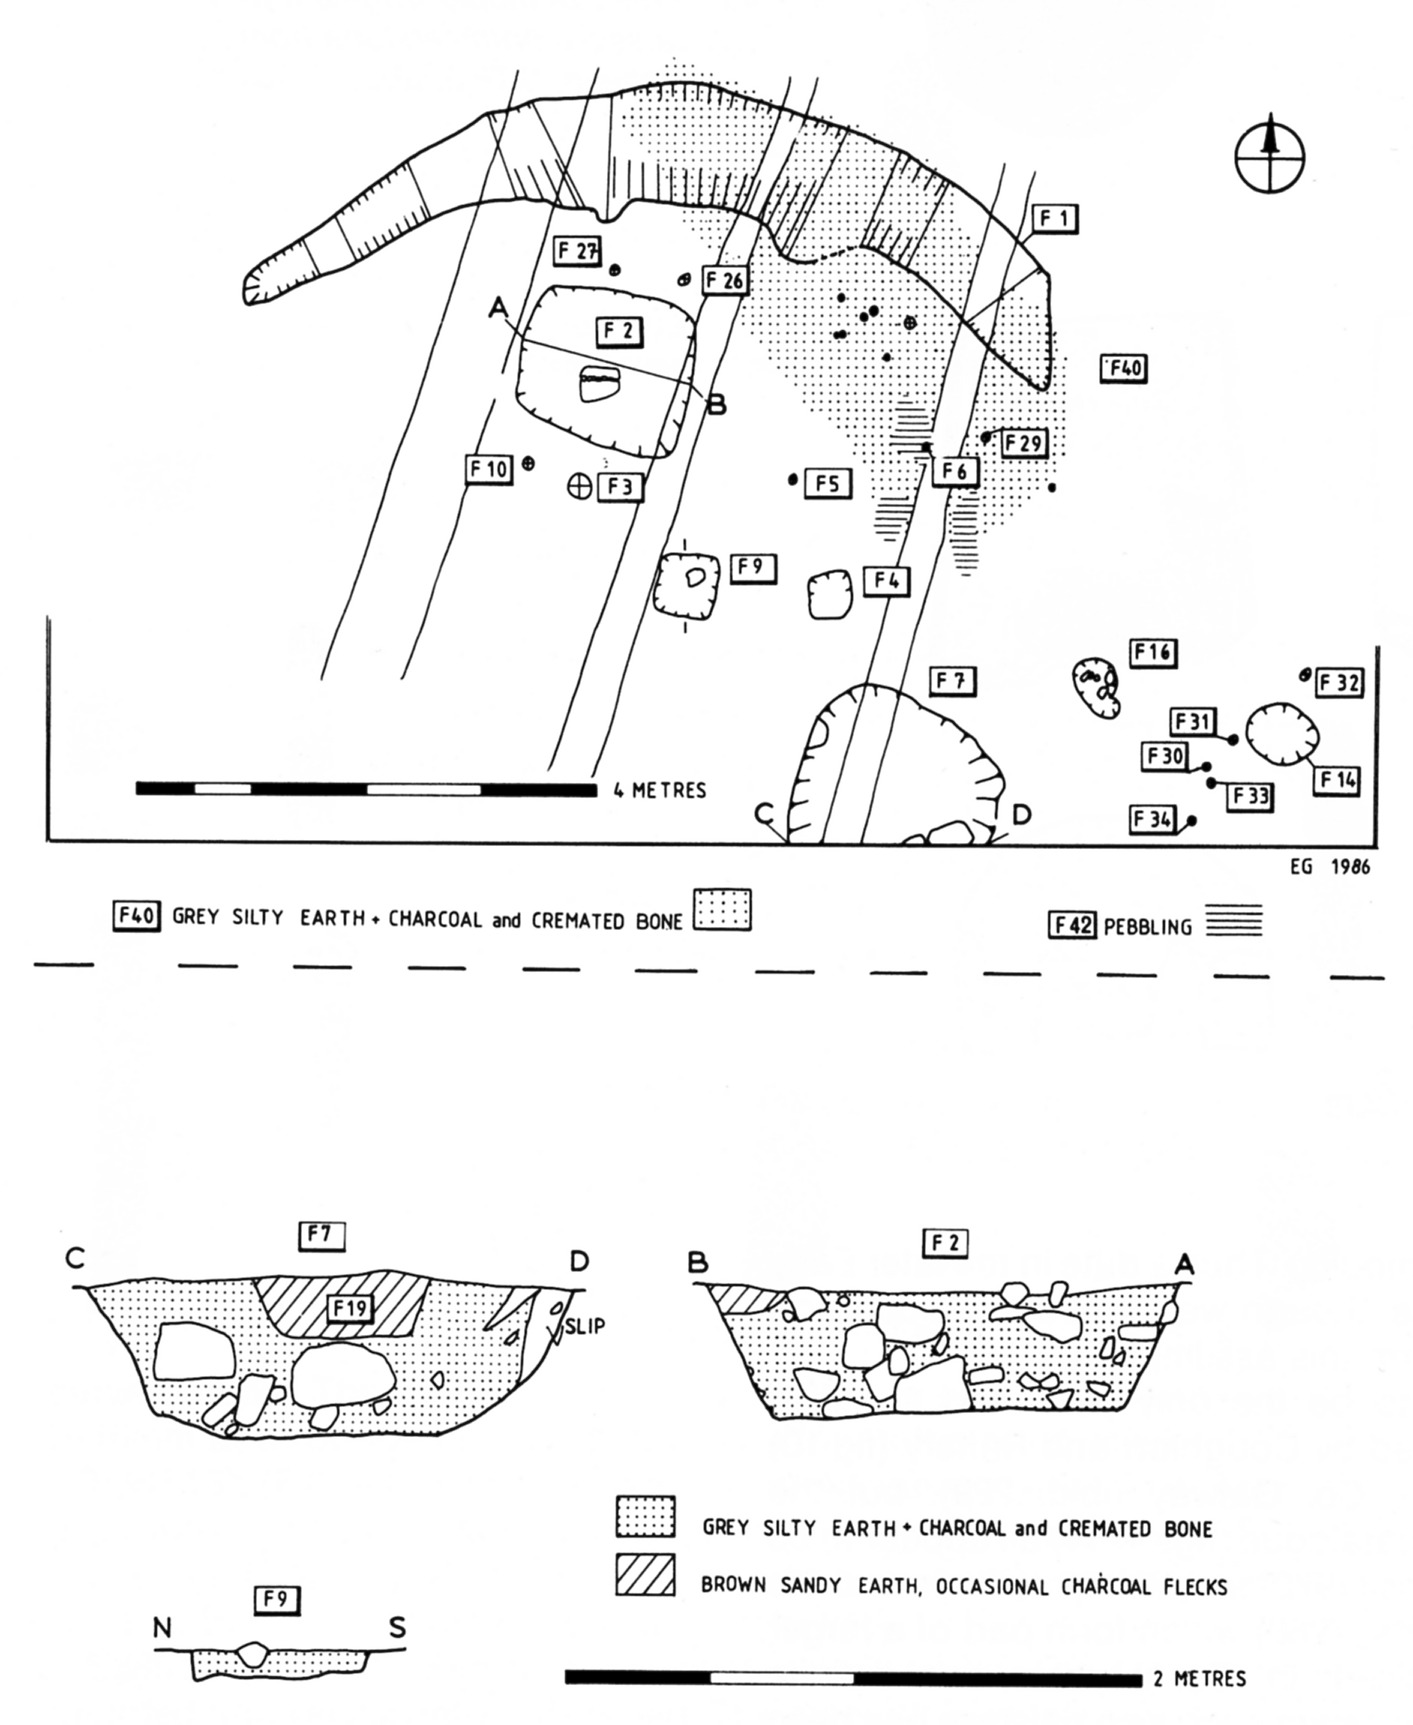 F 1
F 27
F 26
A
F 2
F40
B
F 29
F 10
F 3
F5
F 6
F 9
F 4
F16
F 7
F 32
F 31
F 30
F 14
F 33
4 METRES
C
D
F 34
EG 1986
F40 GREY SILTY EARTH + CHARCOAL and CREMATED BONE
F42 PEBBLING
F7
C
D
F19
SLIP
F 2
B
A
GREY SILTY EARTH + CHARCOAL and CREMATED BONE
BROWN SANDY EARTH, OCCASIONAL CHARCOAL FLECKS
F9
N
S
2 METRES